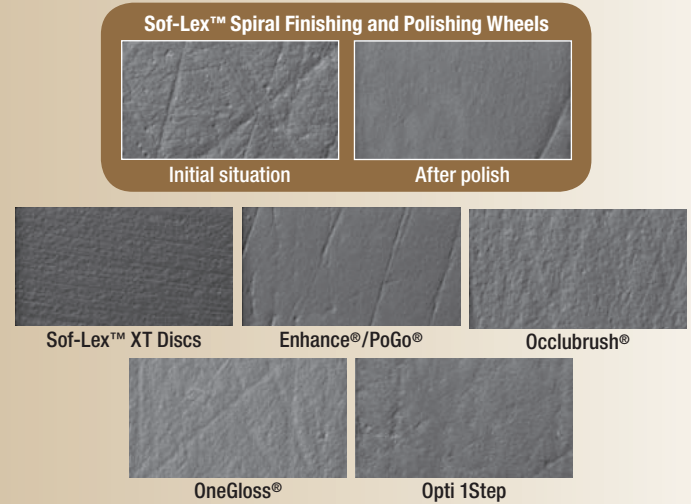 Sof-Lex™ Spiral Finishing and Polishing Wheels
Initial situation
After polish
Sof-Lex™ XT Discs
Enhance®/PoGo®
Occlubrush®
OneGloss®
Opti 1Step